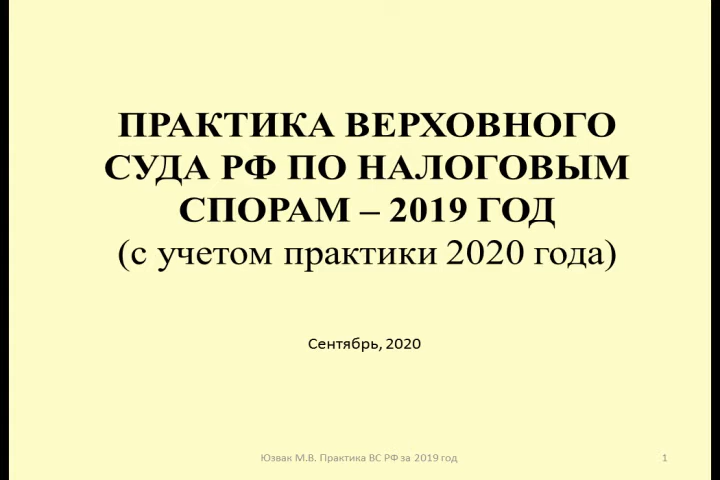 ПРАКТИКА ВЕРХОВНОГО
СУДА РФ ПО НАЛОГОВЫМ
СПОРАМ – 2019 ГОД
(с учетом практики 2020 года)
Сентябрь, 2020
Юзвак М.В. Практика ВС РФ за 2019 год
1